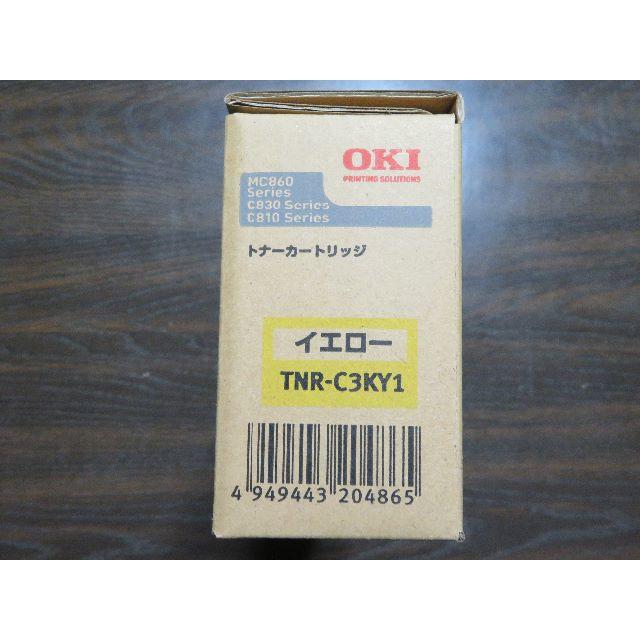 OKI
PRINTING SOLUTIONS
MC860
Series
C830 Series
C810 Series
トナーカートリッジ
イエロー
TNR-C3KY1
4 949443 204865